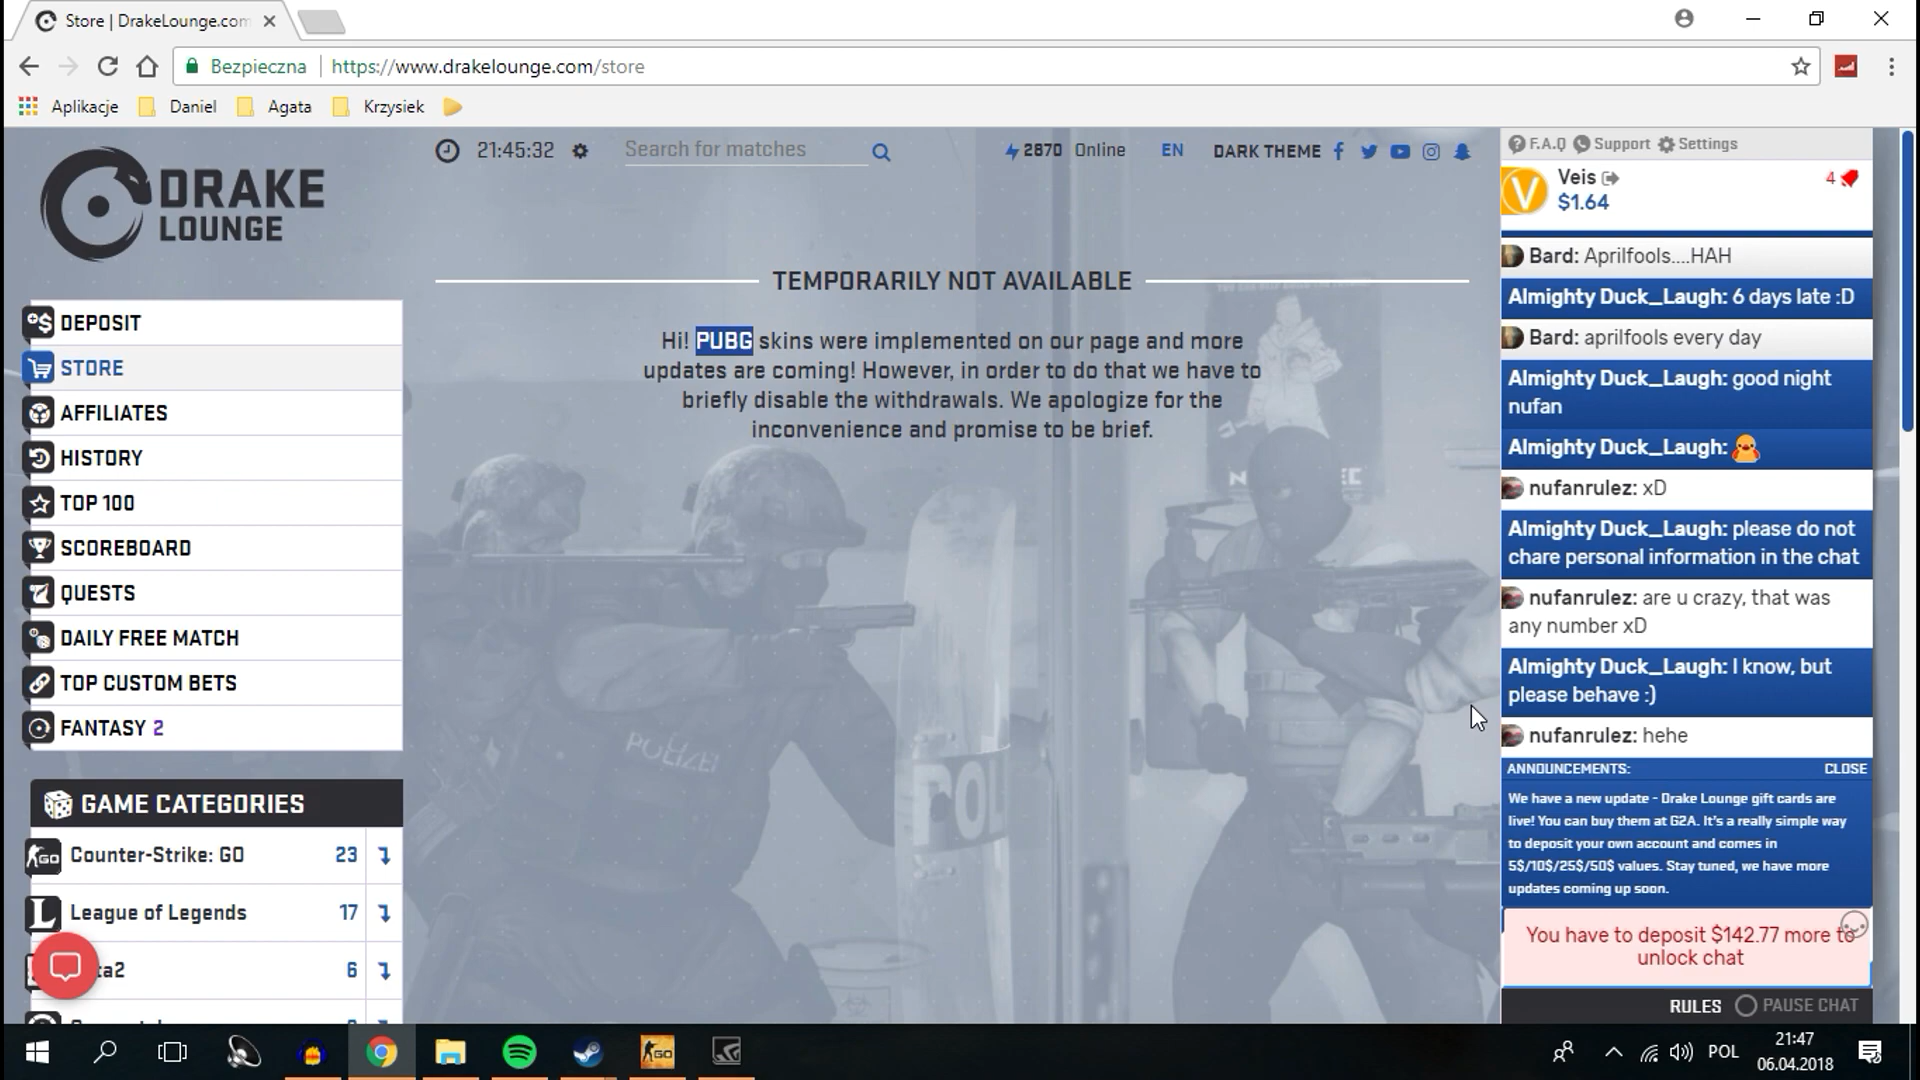 Store | DrakeLounge.com
Bezpieczna https://www.drakelounge.com/store
Aplikacje Daniel Agata Krzysiek
DRAKE
LOUNGE
21:45:32 Search for matches 2870 Online EN DARK THEME
F.A.Q Support Settings
Veis 4
$1.64
DEPOSIT
STORE
AFFILIATES
HISTORY
TOP 100
SCOREBOARD
QUESTS
DAILY FREE MATCH
TOP CUSTOM BETS
FANTASY 2
GAME CATEGORIES
GO Counter-Strike: GO 23
L League of Legends 17
ta2 6
TEMPORARILY NOT AVAILABLE
Hi! PUBG skins were implemented on our page and more
updates are coming! However, in order to do that we have to
briefly disable the withdrawals. We apologize for the
inconvenience and promise to be brief.
POLIZEI
POL
Bard: Aprilfools....HAH
Almighty Duck_Laugh: 6 days late :D
Bard: aprilfools every day
Almighty Duck_Laugh: good night
nufan
Almighty Duck_Laugh:
nufanrulez: xD
Almighty Duck_Laugh: please do not
chare personal information in the chat
nufanrulez: are u crazy, that was
any number xD
Almighty Duck_Laugh: I know, but
please behave :)
nufanrulez: hehe
ANNOUNCEMENTS: CLOSE
We have a new update - Drake Lounge gift cards are
live! You can buy them at G2A. It's a really simple way
to deposit your own account and comes in
5$/10$/25$/50$ values. Stay tuned, we have more
updates coming up soon.
You have to deposit $142.77 more to
unlock chat
RULES PAUSE CHAT
GO
POL 21:47
06.04.2018